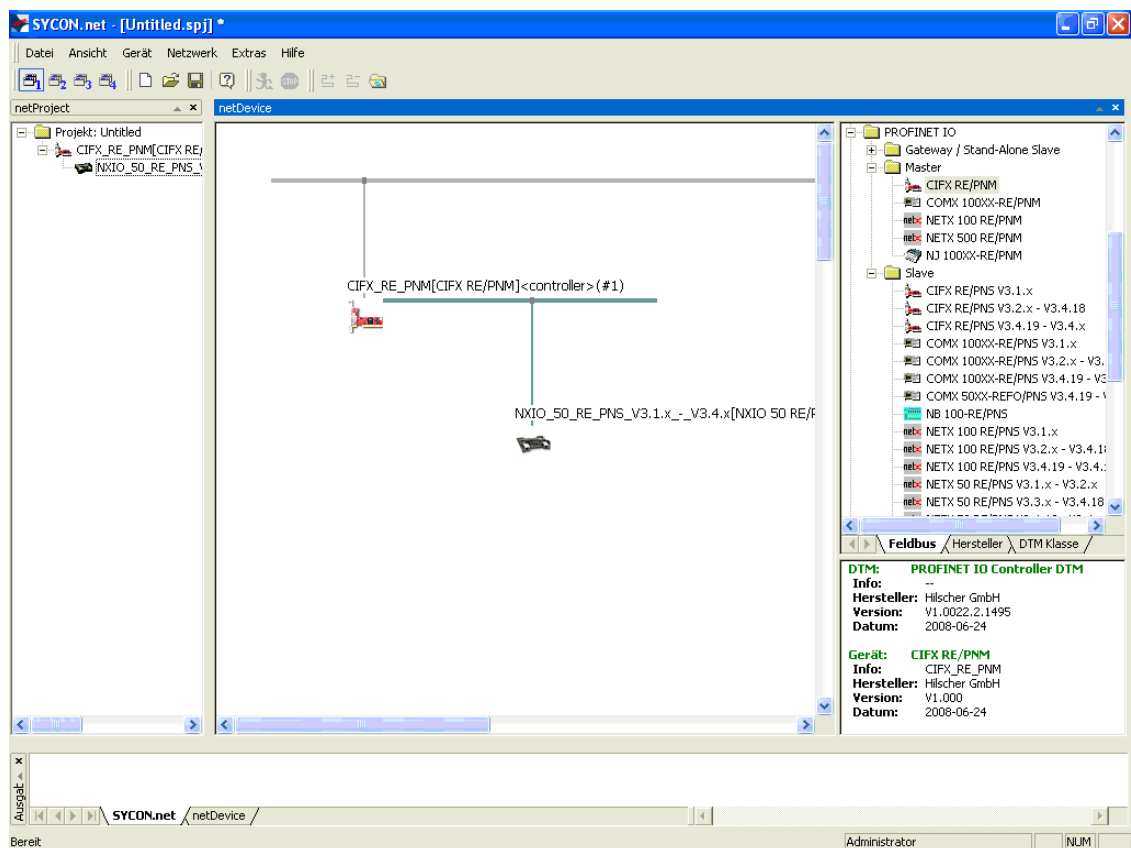 SYCON.net - [Untitled.spj] *
Datei Ansicht Gerät Netzwerk Extras Hilfe
1 2 3 4
netProject
Projekt: Untitled
CIFX_RE_PNM[CIFX RE/
NXIO_50_RE_PNS_V
netDevice
CIFX_RE_PNM[CIFX RE/PNM]<controller>(#1)
NXIO_50_RE_PNS_V3.1.x_-_V3.4.x[NXIO 50 RE/P
PROFINET IO
Gateway / Stand-Alone Slave
Master
CIFX RE/PNM
COMX 100XX-RE/PNM
NETX 100 RE/PNM
NETX 500 RE/PNM
NJ 100XX-RE/PNM
Slave
CIFX RE/PNS V3.1.x
CIFX RE/PNS V3.2.x - V3.4.18
CIFX RE/PNS V3.4.19 - V3.4.x
COMX 100XX-RE/PNS V3.1.x
COMX 100XX-RE/PNS V3.2.x - V3.
COMX 100XX-RE/PNS V3.4.19 - V3
COMX 50XX-REFO/PNS V3.4.19 - V
NB 100-RE/PNS
NETX 100 RE/PNS V3.1.x
NETX 100 RE/PNS V3.2.x - V3.4.18
NETX 100 RE/PNS V3.4.19 - V3.4.
NETX 50 RE/PNS V3.1.x - V3.2.x
NETX 50 RE/PNS V3.3.x - V3.4.18
Feldbus Hersteller DTM Klasse
DTM: PROFINET IO Controller DTM
Info: --
Hersteller: Hilscher GmbH
Version: V1.0022.2.1495
Datum: 2008-06-24
Gerät: CIFX RE/PNM
Info: CIFX_RE_PNM
Hersteller: Hilscher GmbH
Version: V1.000
Datum: 2008-06-24
Ausgab
SYCON.net netDevice
Bereit
Administrator
NUM